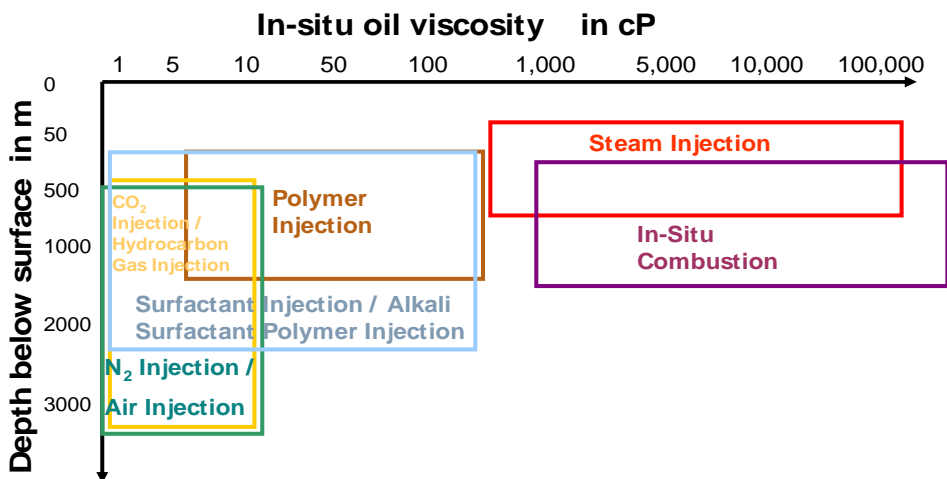 In-situ oil viscosity in cP
1 5 10 50 100 1,000 5,000 10,000 100,000
Depth below surface in m
0
50
500
1000
2000
3000
Steam Injection
Polymer
Injection
CO₂
Injection /
Hydrocarbon
Gas Injection
In-Situ
Combustion
Surfactant Injection / Alkali
Surfactant Polymer Injection
N₂ Injection /
Air Injection